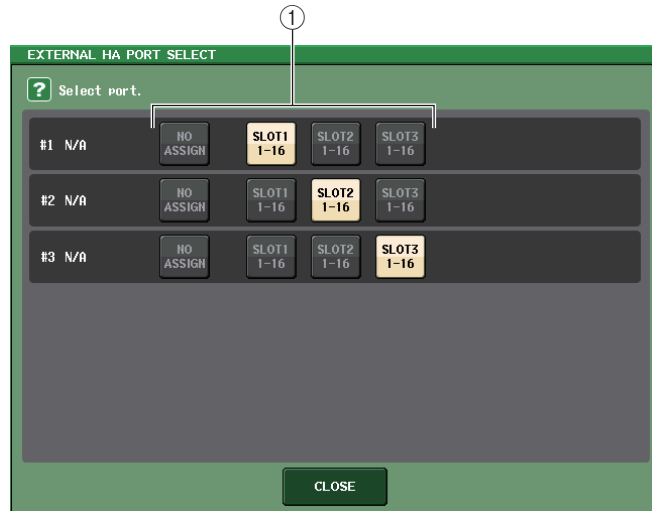 ①
EXTERNAL HA PORT SELECT
? Select port.
#1 N/A NO ASSIGN SLOT1 1-16 SLOT2 1-16 SLOT3 1-16
#2 N/A NO ASSIGN SLOT1 1-16 SLOT2 1-16 SLOT3 1-16
#3 N/A NO ASSIGN SLOT1 1-16 SLOT2 1-16 SLOT3 1-16
CLOSE